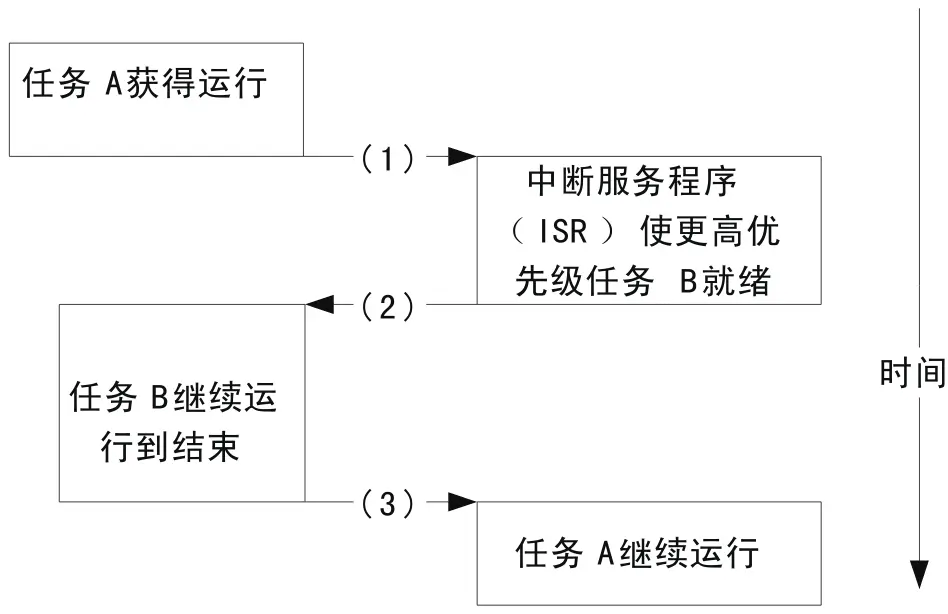 任务 A获得运行
(1)
中断服务程序
（ISR） 使更高优
先级任务 B就绪
(2)
时间
任务 B继续运
行到结束
(3)
任务 A继续运行